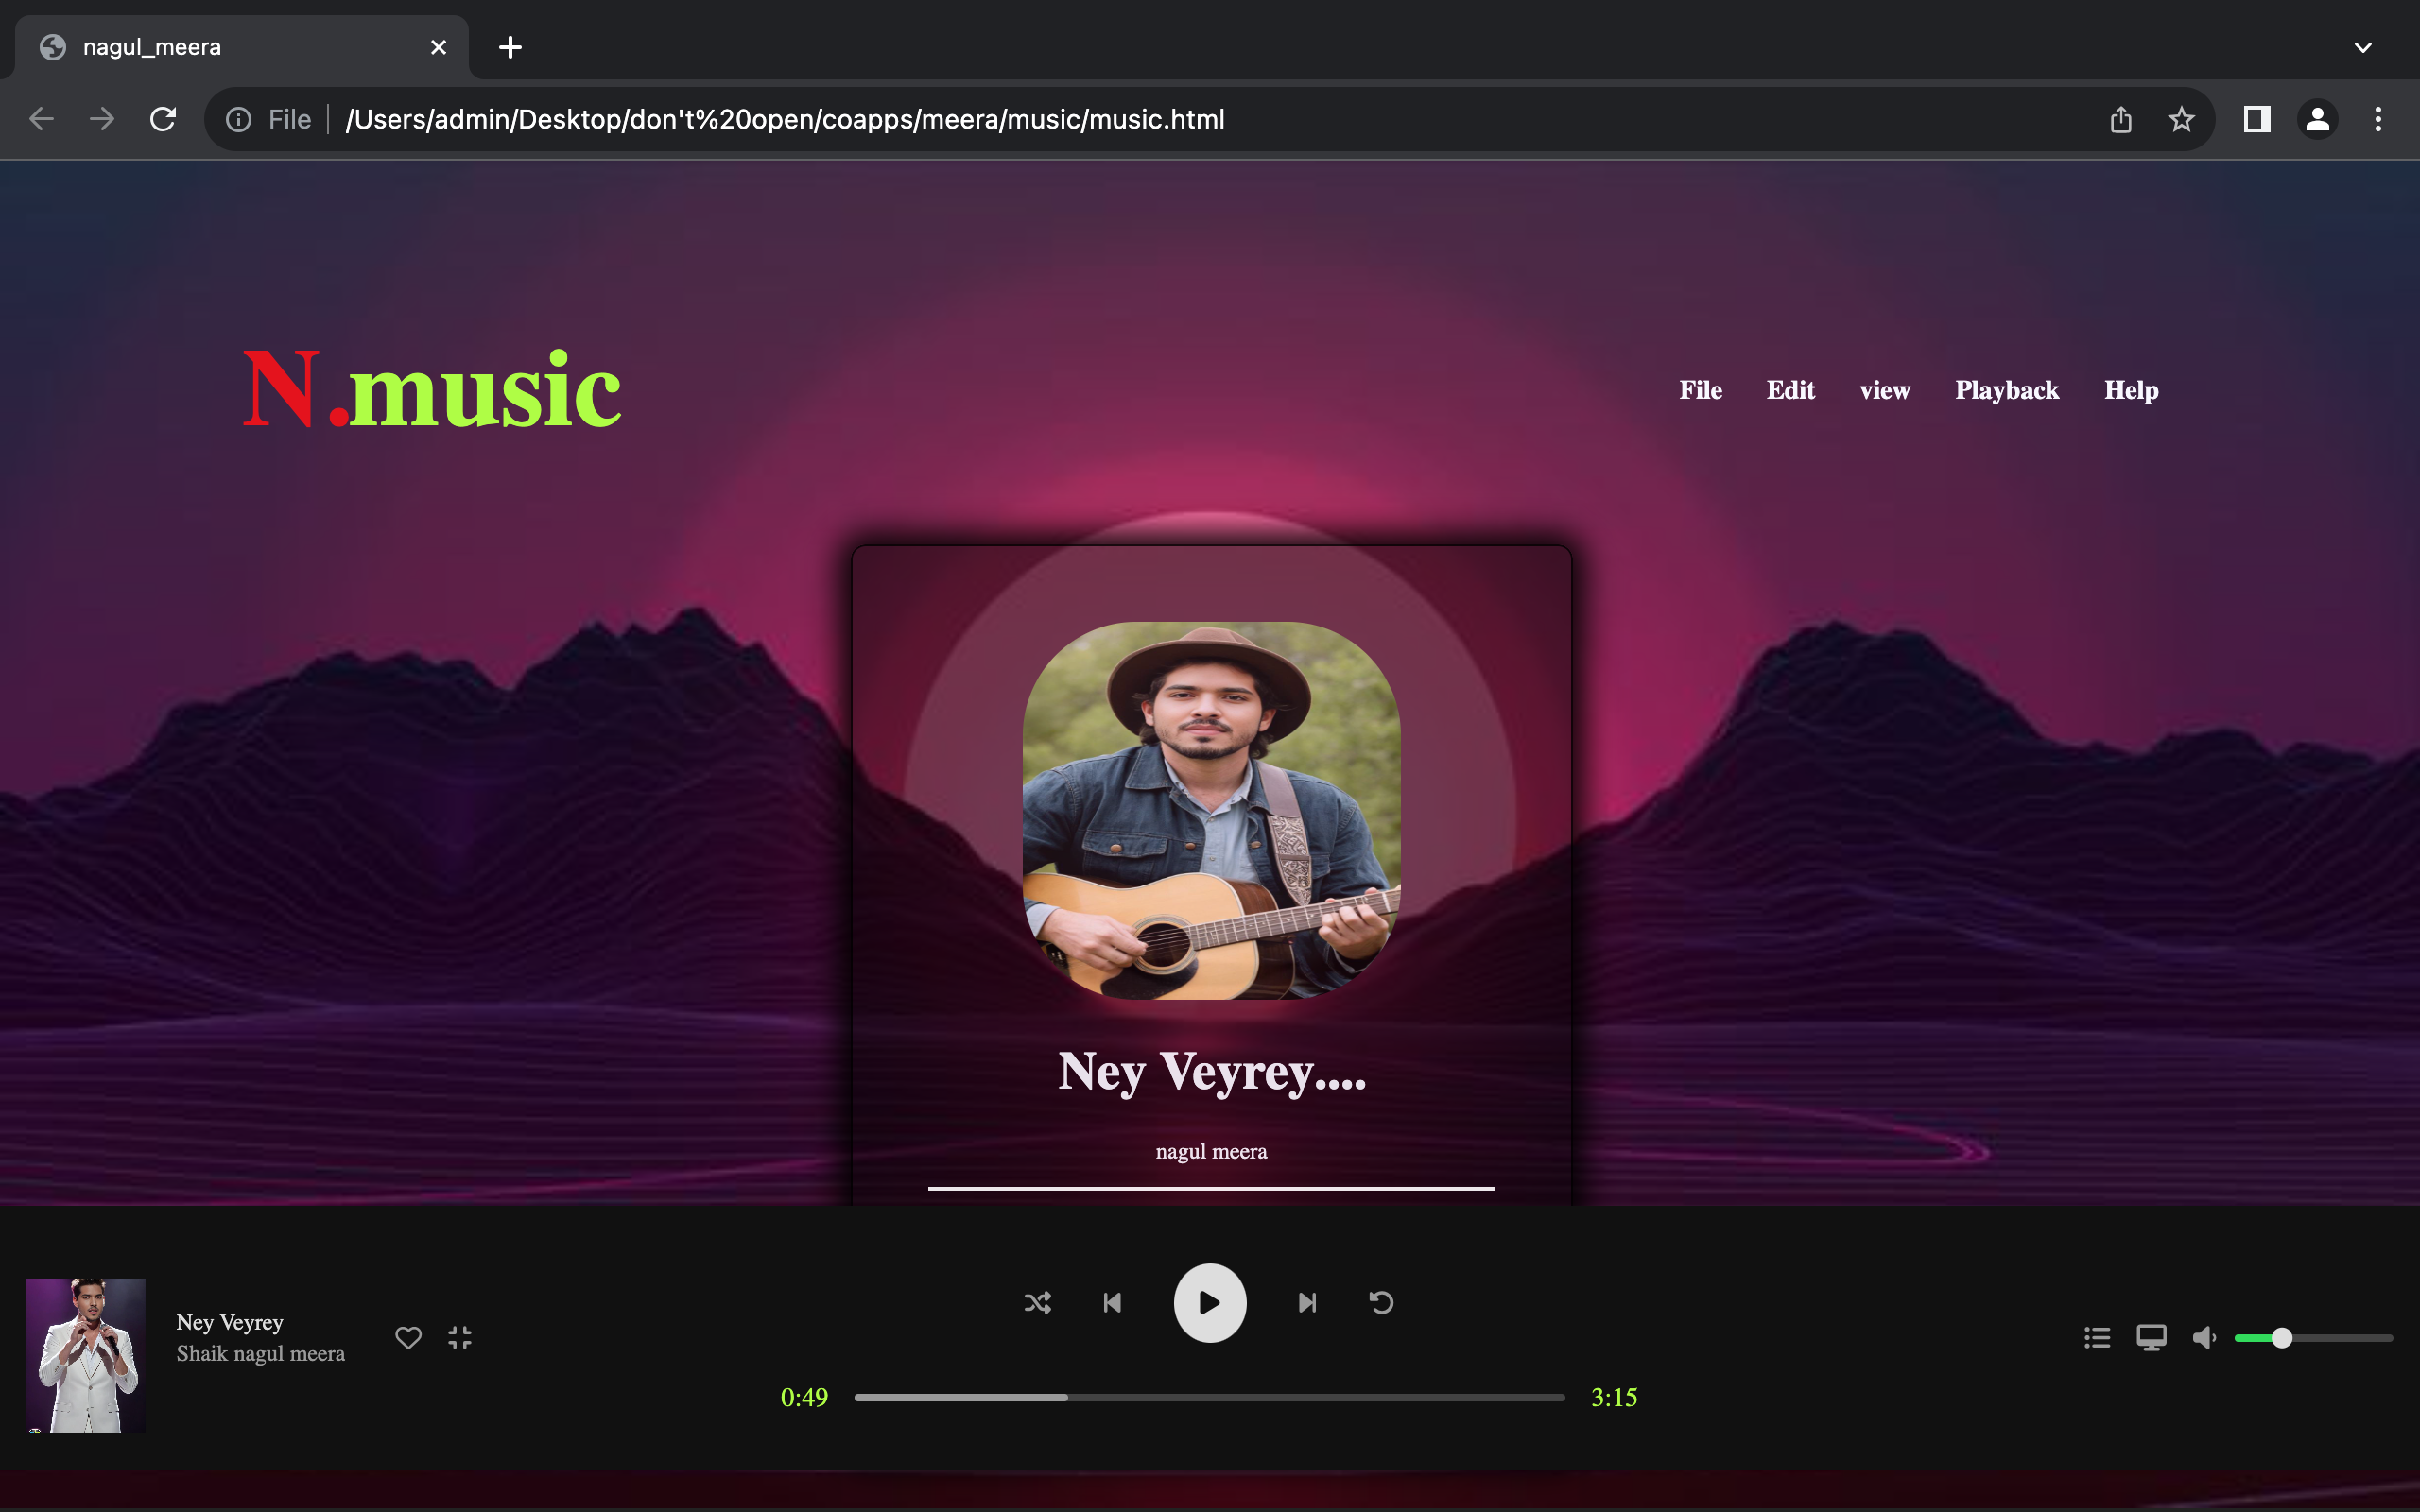 nagul_meera
File
/Users/admin/Desktop/don't%20open/coapps/meera/music/music.html
N.music
File Edit view Playback Help
Ney Veyrey....
nagul meera
Ney Veyrey
Shaik nagul meera
0:49
3:15